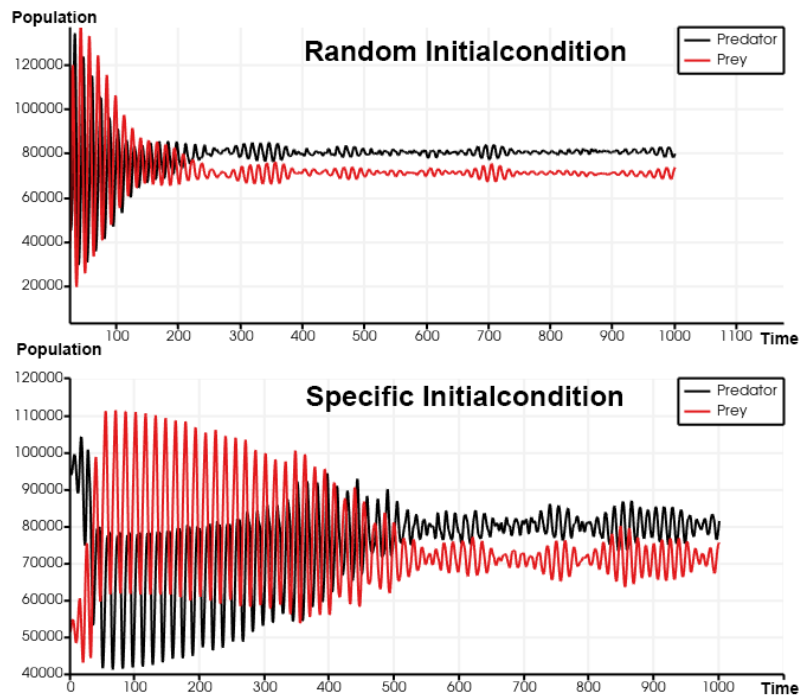 Population
Random Initialcondition
Predator
Prey
120000
100000
80000
60000
40000
20000
100 200 300 400 500 600 700 800 900 1000 1100 Time
Population
Specific Initialcondition
Predator
Prey
120000
110000
100000
90000
80000
70000
60000
50000
40000
0 100 200 300 400 500 600 700 800 900 1000 Time